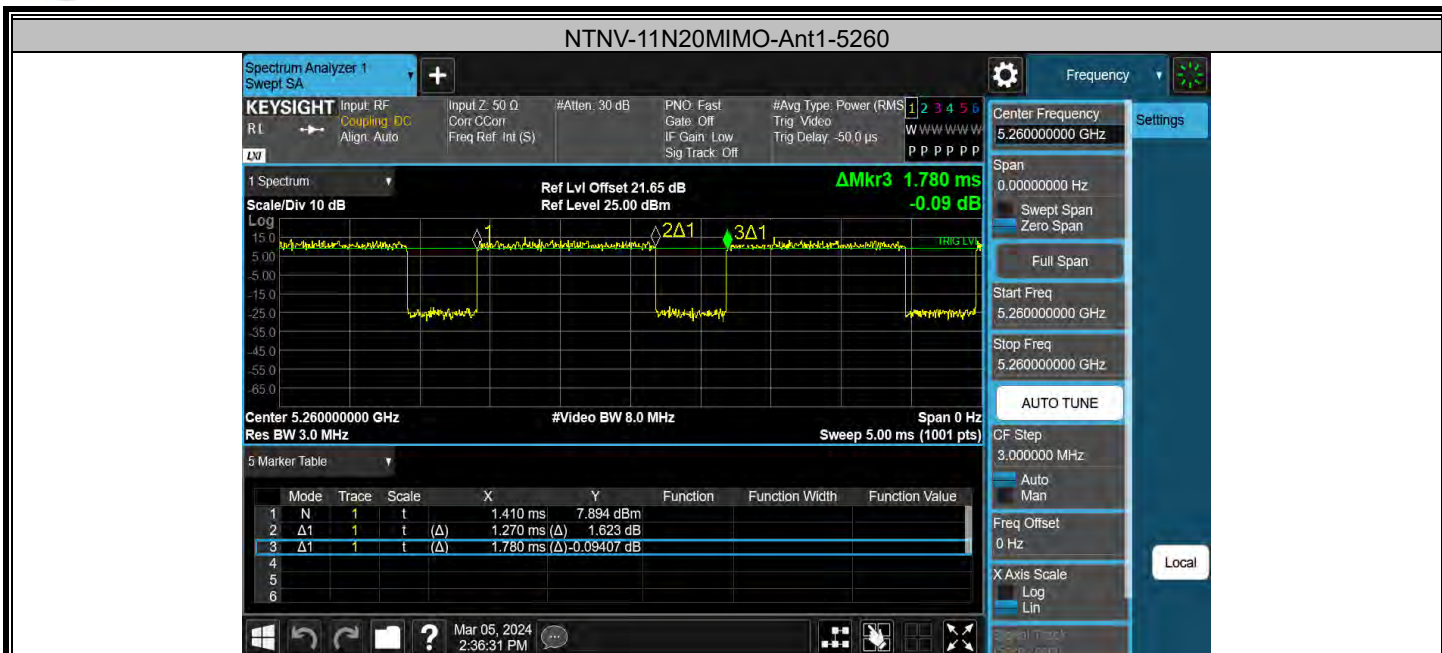 NTNV-11N20MIMO-Ant1-5260
Spectrum Analyzer 1
Swept SA
+
Frequency
KEYSIGHT
RL
LXI
Input: RF
Coupling: DC
Align: Auto
Input Z: 50 Ω
Corr CCorr
Freq Ref: Int (S)
#Atten: 30 dB
PNO: Fast
Gate: Off
IF Gain: Low
Sig Track: Off
#Avg Type: Power (RMS
Trig: Video
Trig Delay: -50.0 µs
1 2 3 4 5 6
W W W W W W
P P P P P P
1 Spectrum
Scale/Div 10 dB
Ref Lvl Offset 21.65 dB
Ref Level 25.00 dBm
ΔMkr3 1.780 ms
-0.09 dB
Log
15.0
5.00
-5.00
-15.0
-25.0
-35.0
-45.0
-55.0
-65.0
1
2Δ1
3Δ1
TRIG LVL
Center 5.260000000 GHz
#Video BW 8.0 MHz
Span 0 Hz
Res BW 3.0 MHz
Sweep 5.00 ms (1001 pts)
5 Marker Table
Mode Trace Scale X Y Function Function Width Function Value
1 N 1 t 1.410 ms 7.894 dBm
2 Δ1 1 t (Δ) 1.270 ms (Δ) 1.623 dB
3 Δ1 1 t (Δ) 1.780 ms (Δ) -0.09407 dB
4
5
6
Mar 05, 2024
2:36:31 PM
Center Frequency
5.260000000 GHz
Settings
Span
0.00000000 Hz
Swept Span
Zero Span
Full Span
Start Freq
5.260000000 GHz
Stop Freq
5.260000000 GHz
AUTO TUNE
CF Step
3.000000 MHz
Auto
Man
Freq Offset
0 Hz
X Axis Scale
Log
Lin
Local
Signal Track